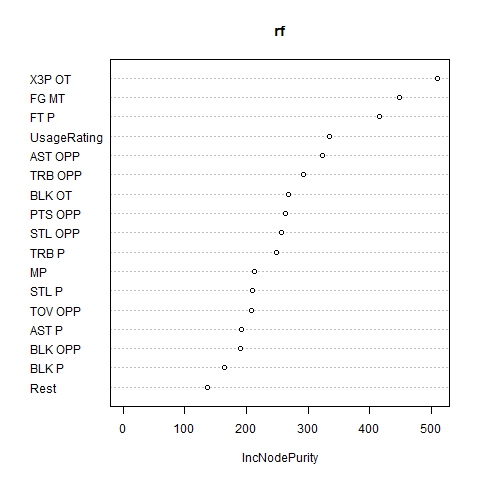 rf
X3P OT
FG MT
FT P
UsageRating
AST OPP
TRB OPP
BLK OT
PTS OPP
STL OPP
TRB P
MP
STL P
TOV OPP
AST P
BLK OPP
BLK P
Rest
0 100 200 300 400 500
IncNodePurity